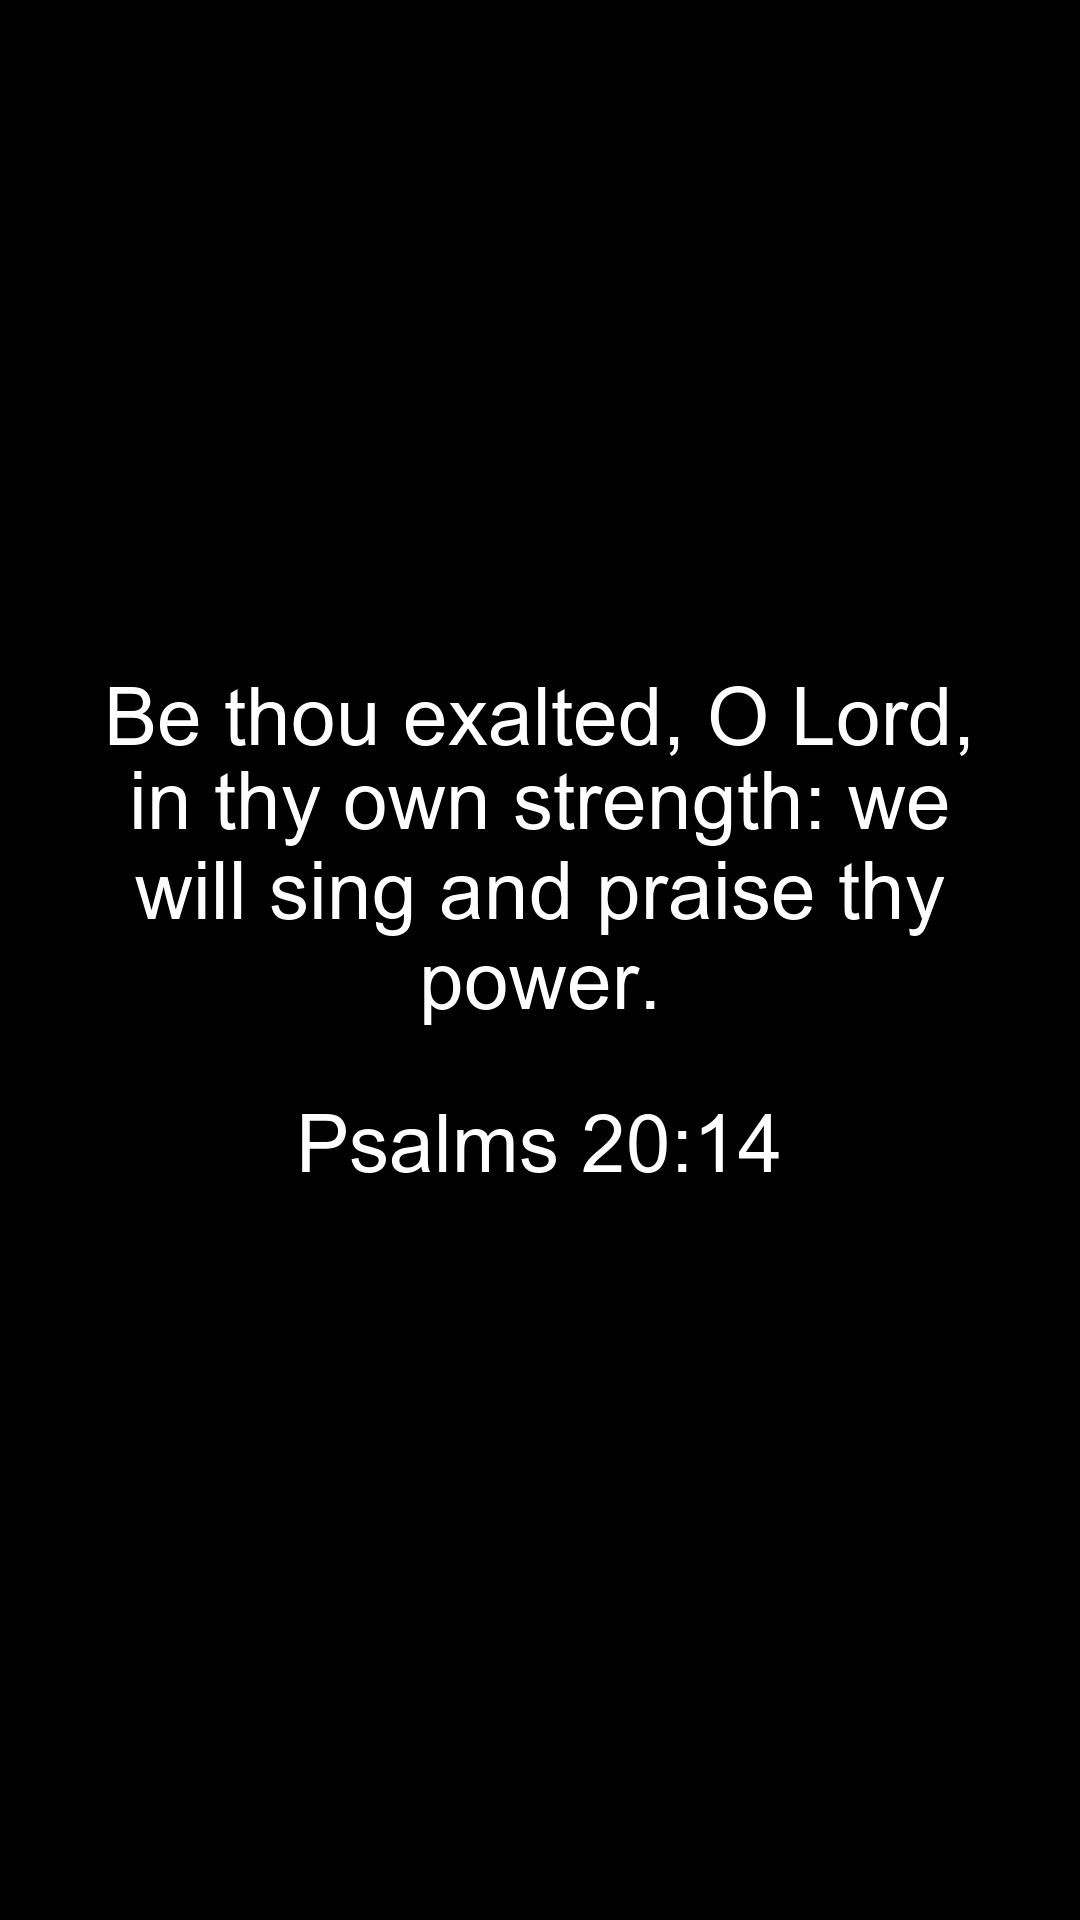 Be thou exalted, O Lord,
in thy own strength: we
will sing and praise thy
power.
Psalms 20:14